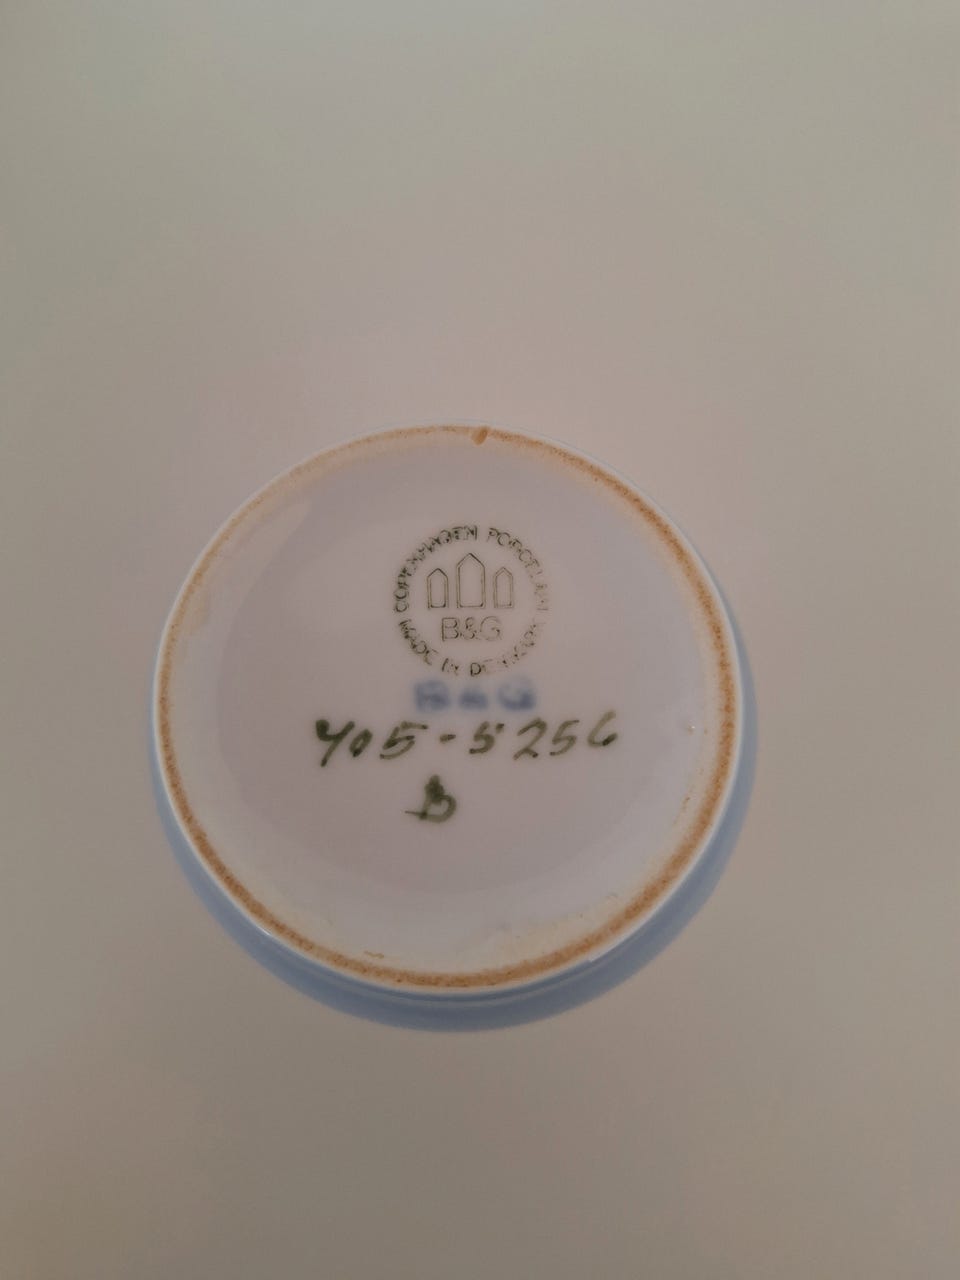 COPENHAGEN PORCELAIN
B&G
MADE IN DENMARK
B & G
405-5256
B